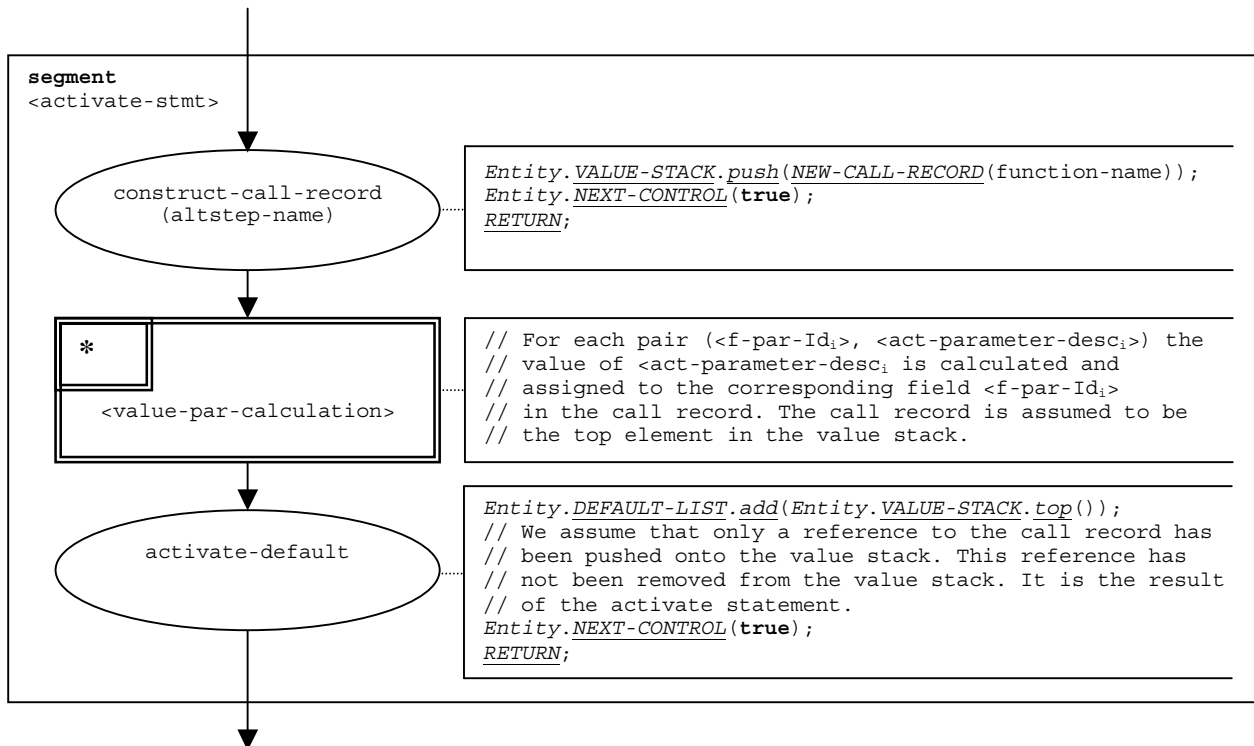 segment
<activate-stmt>
construct-call-record
(altstep-name)
Entity.VALUE-STACK.push(NEW-CALL-RECORD(function-name));
Entity.NEXT-CONTROL(true);
RETURN;
*
<value-par-calculation>
// For each pair (<f-par-Idᵢ>, <act-parameter-descᵢ>) the
// value of <act-parameter-descᵢ is calculated and
// assigned to the corresponding field <f-par-Idᵢ>
// in the call record. The call record is assumed to be
// the top element in the value stack.
activate-default
Entity.DEFAULT-LIST.add(Entity.VALUE-STACK.top());
// We assume that only a reference to the call record has
// been pushed onto the value stack. This reference has
// not been removed from the value stack. It is the result
// of the activate statement.
Entity.NEXT-CONTROL(true);
RETURN;